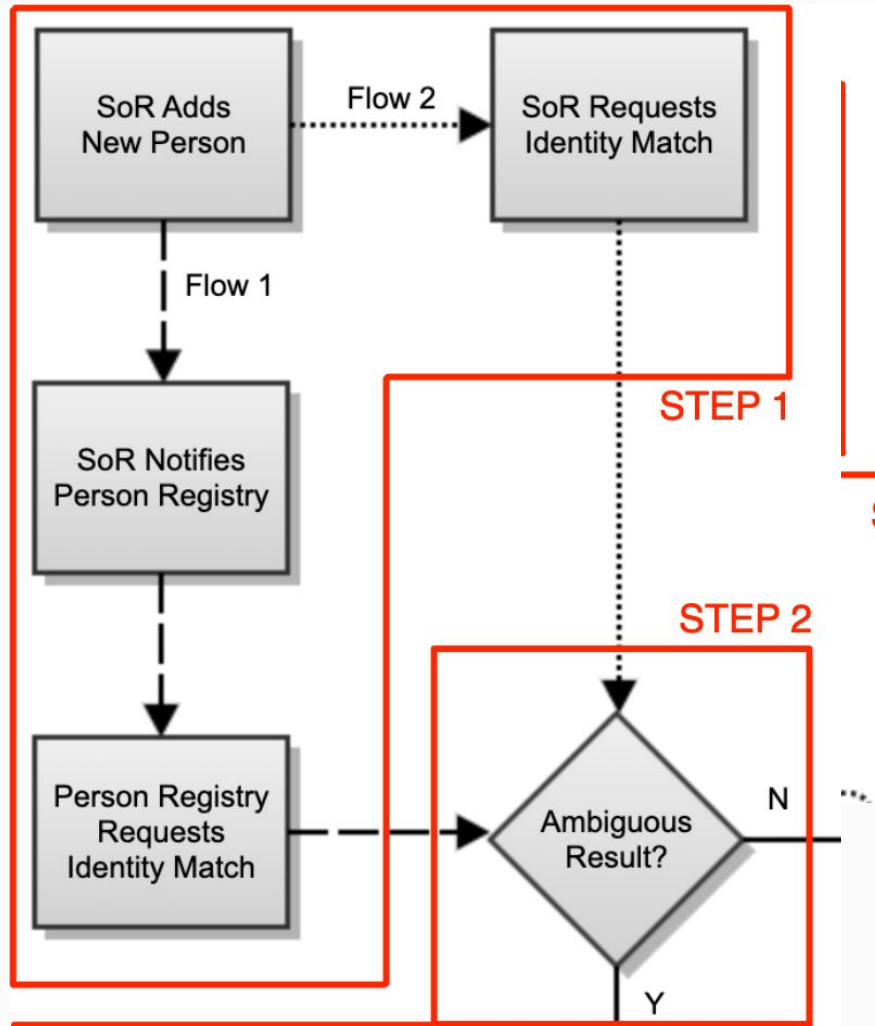 SoR Adds
New Person
Flow 2
SoR Requests
Identity Match
Flow 1
STEP 1
SoR Notifies
Person Registry
STEP 2
Person Registry
Requests
Identity Match
Ambiguous
Result?
N
Y